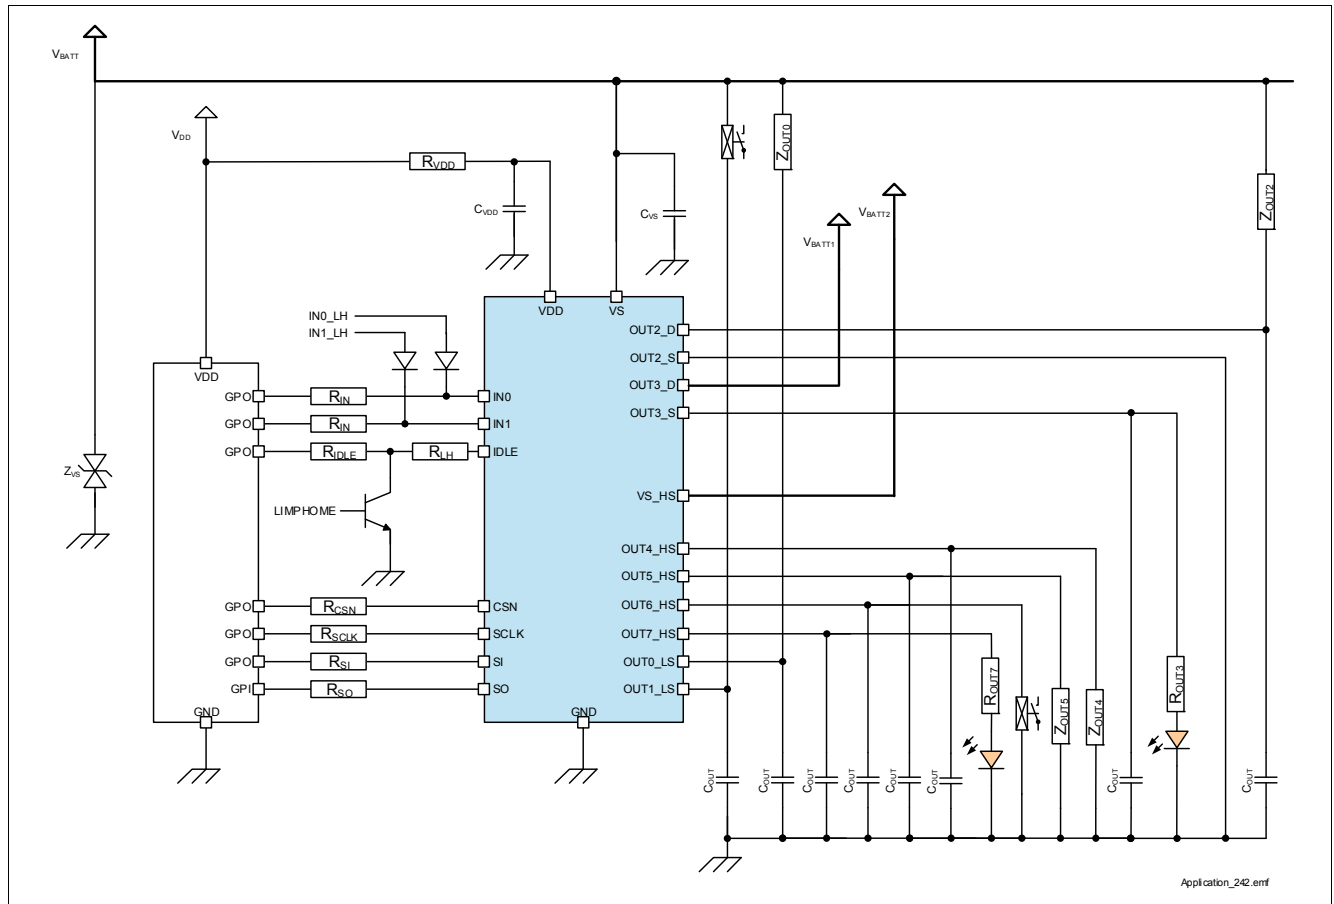 VBATT
VDD
RVDD
CVDD
CVS
ZOUT0
ZOUT2
VBATT2
VBATT1
VDD
VS
IN0_LH
IN1_LH
OUT2_D
OUT2_S
OUT3_D
OUT3_S
VDD
GPO
RIN
IN0
GPO
RIN
IN1
GPO
RIDLE
RLH
IDLE
ZVS
LIMPHOME
VS_HS
OUT4_HS
OUT5_HS
OUT6_HS
OUT7_HS
OUT0_LS
OUT1_LS
GPO
RCSN
CSN
GPO
RSCLK
SCLK
GPO
RSI
SI
GPI
RSO
SO
GND
GND
ROUT7
ZOUT5
ZOUT4
ROUT3
COUT
COUT
COUT
COUT
COUT
COUT
COUT
COUT
Application_242.emf